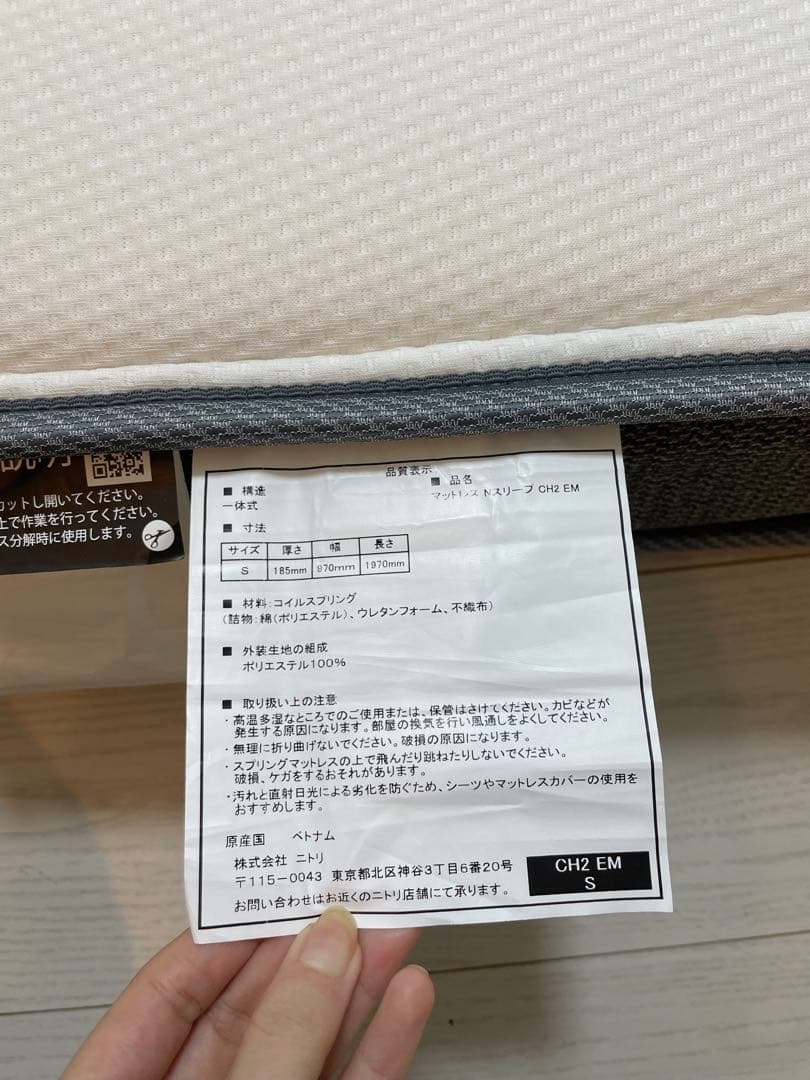 カットし開いてください。
上で作業を行ってください。
ス分解時に使用します。
品質表示
■ 構造
一体式
■ 品名
マットレス Nスリープ CH2 EM
■ 寸法
サイズ 厚さ 幅 長さ
S 185mm 970mm 1970mm
■ 材料：コイルスプリング
（詰物：綿（ポリエステル）、ウレタンフォーム、不織布）
■ 外装生地の組成
ポリエステル100%
■ 取り扱い上の注意
・高温多湿なところでのご使用または、保管はさけてください。カビなどが
発生する原因になります。部屋の換気を行い風通しをよくしてください。
・無理に折り曲げないでください。破損の原因になります。
・スプリングマットレスの上で飛んだり跳ねたりしないでください。
破損、ケガをするおそれがあります。
・汚れと直射日光による劣化を防ぐため、シーツやマットレスカバーの使用を
おすすめします。
原産国 ベトナム
株式会社 ニトリ
〒115-0043 東京都北区神谷3丁目6番20号
お問い合わせはお近くのニトリ店舗にて承ります。
CH2 EM
S